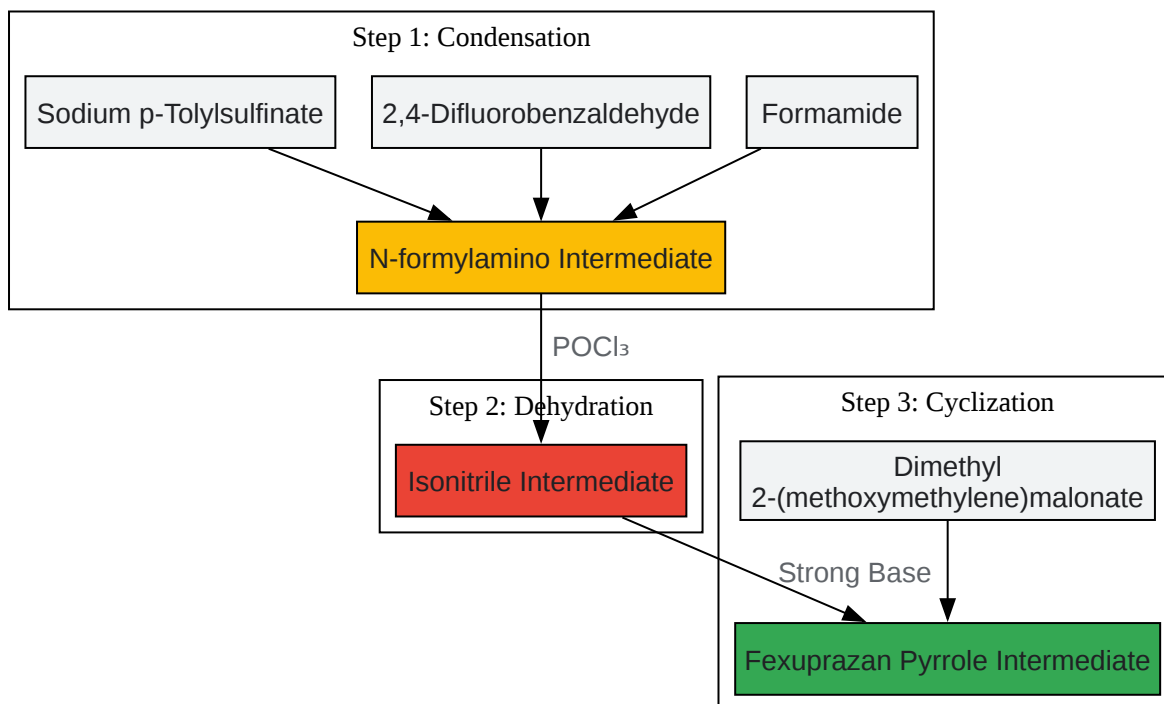 Step 1: Condensation
Sodium p-Tolylsulfinate
2,4-Difluorobenzaldehyde
Formamide
N-formylamino Intermediate
POCl₃
Step 2: Dehydration
Isonitrile Intermediate
Step 3: Cyclization
Dimethyl
2-(methoxymethylene)malonate
Strong Base
Fexuprazan Pyrrole Intermediate